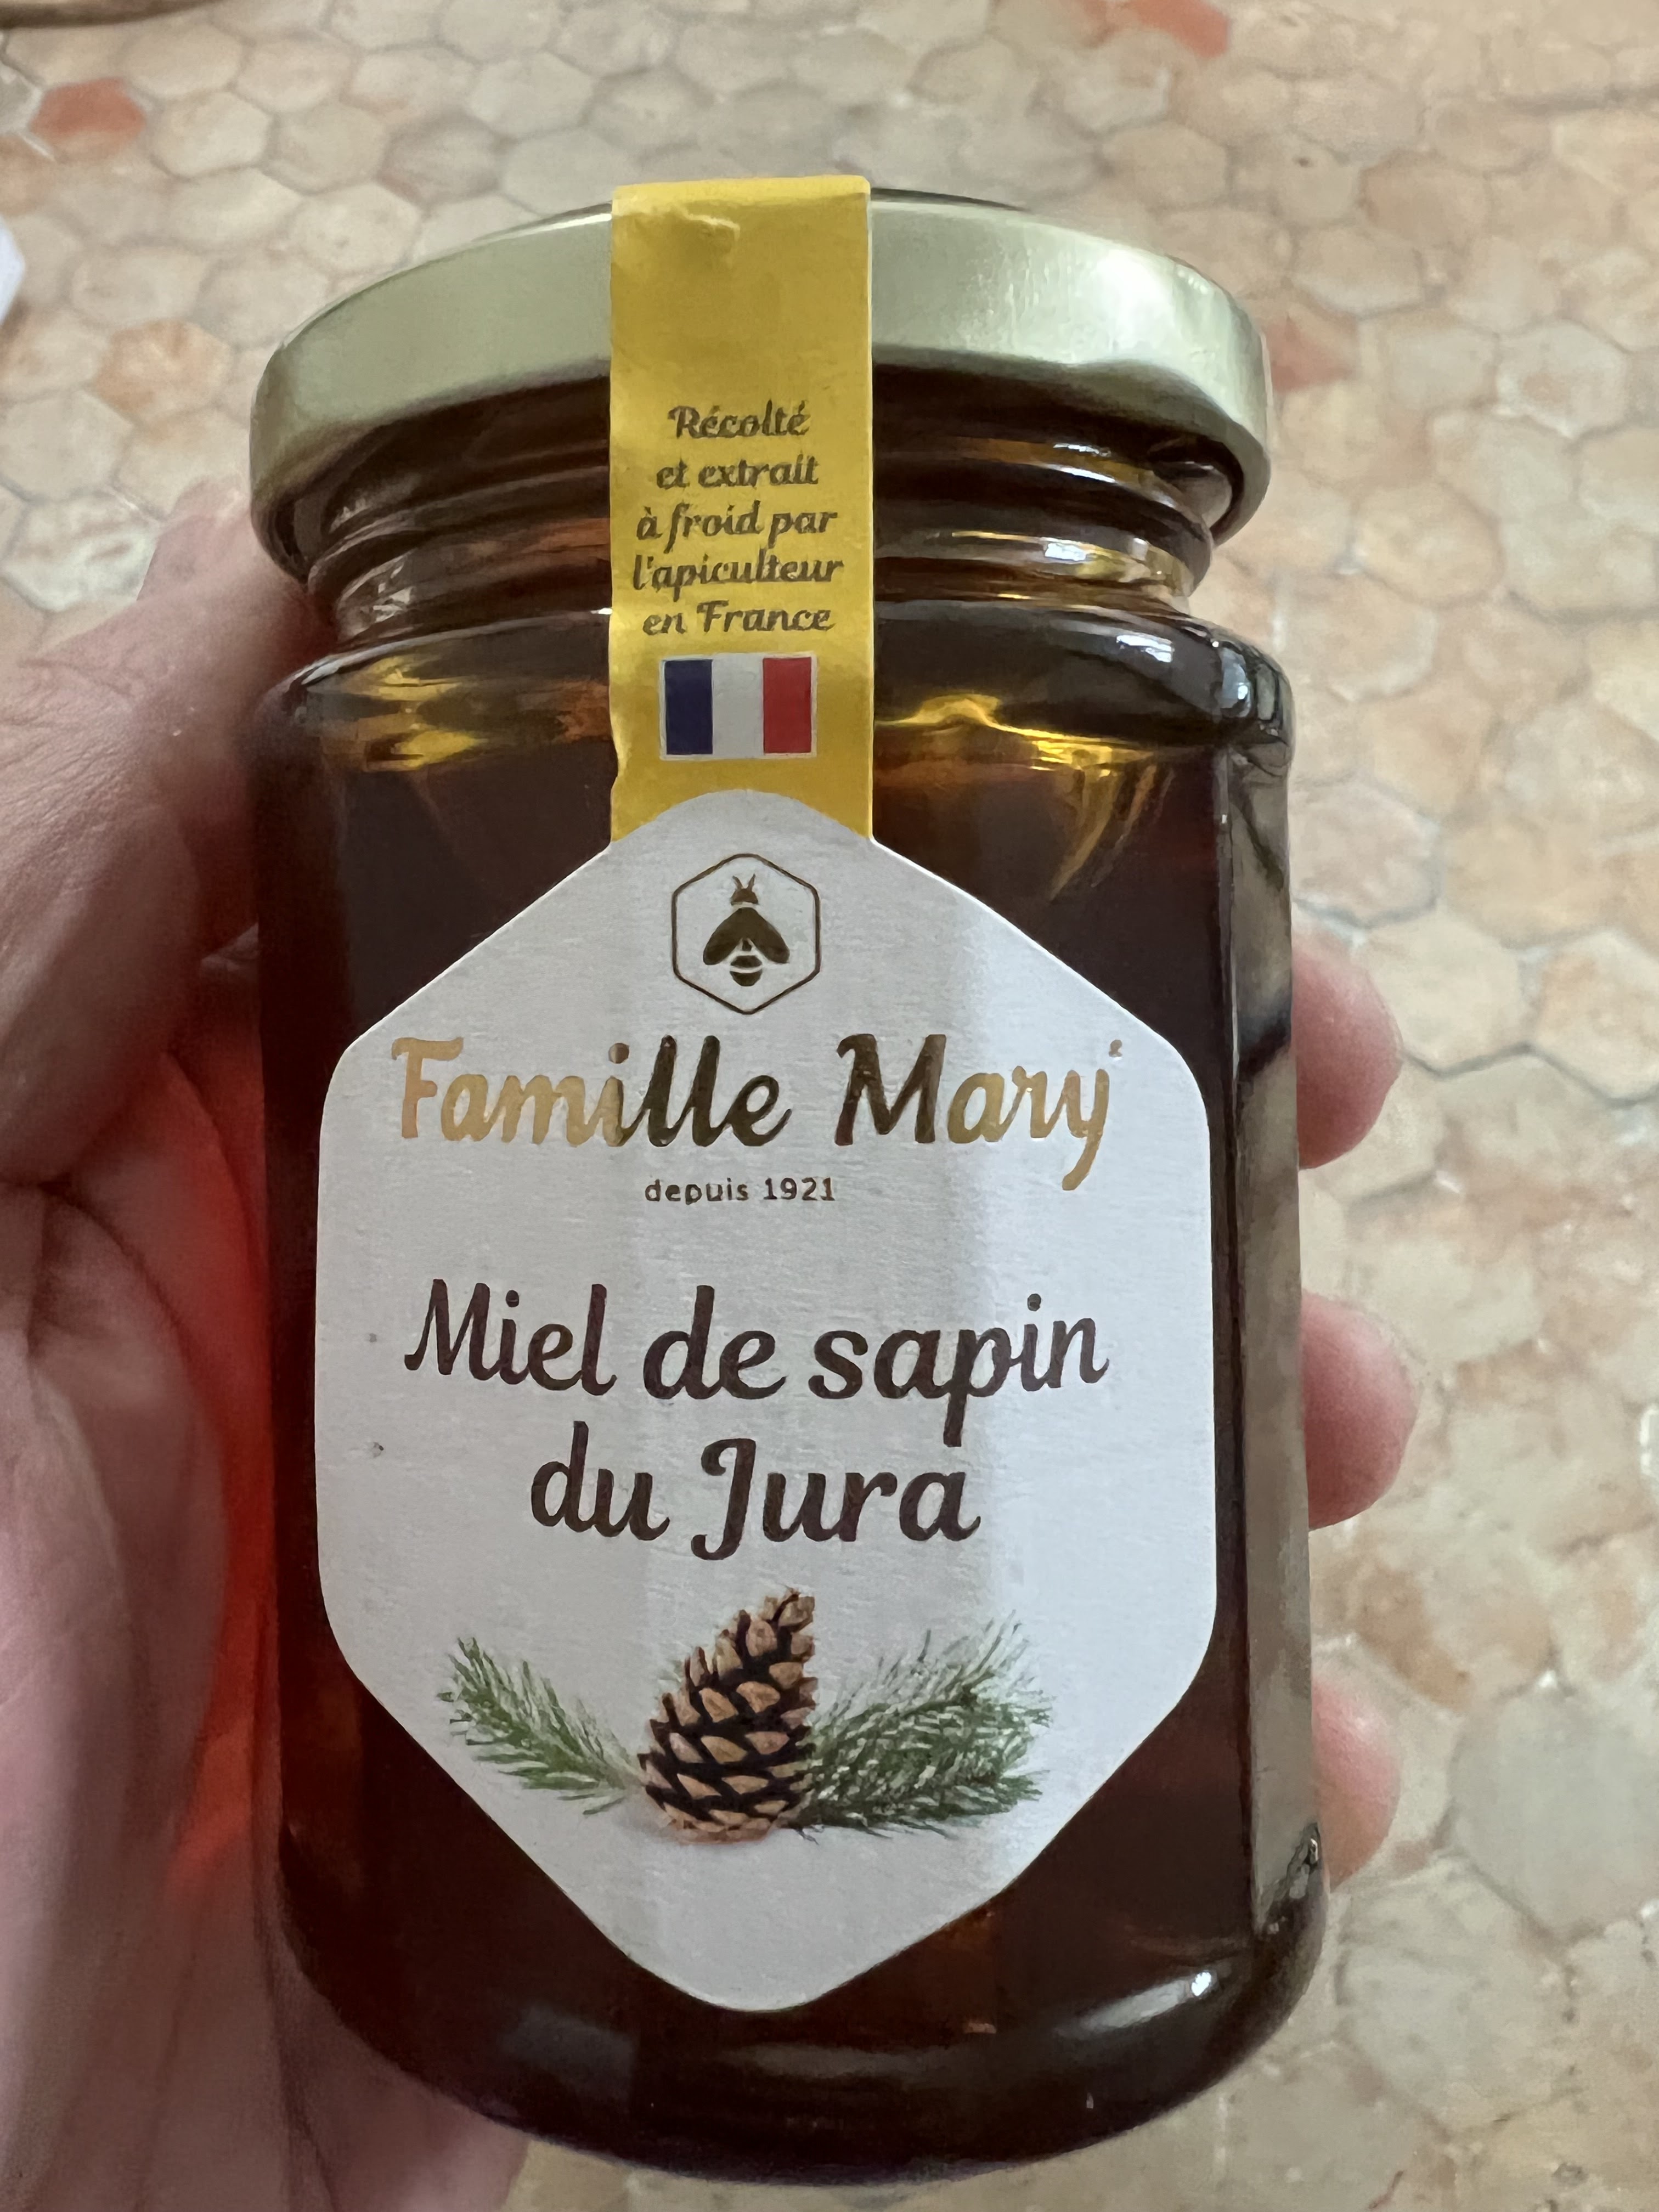 Récolté
et extrait
à froid par
l'apiculteur
en France
Famille Mary
depuis 1921
Miel de sapin
du Jura